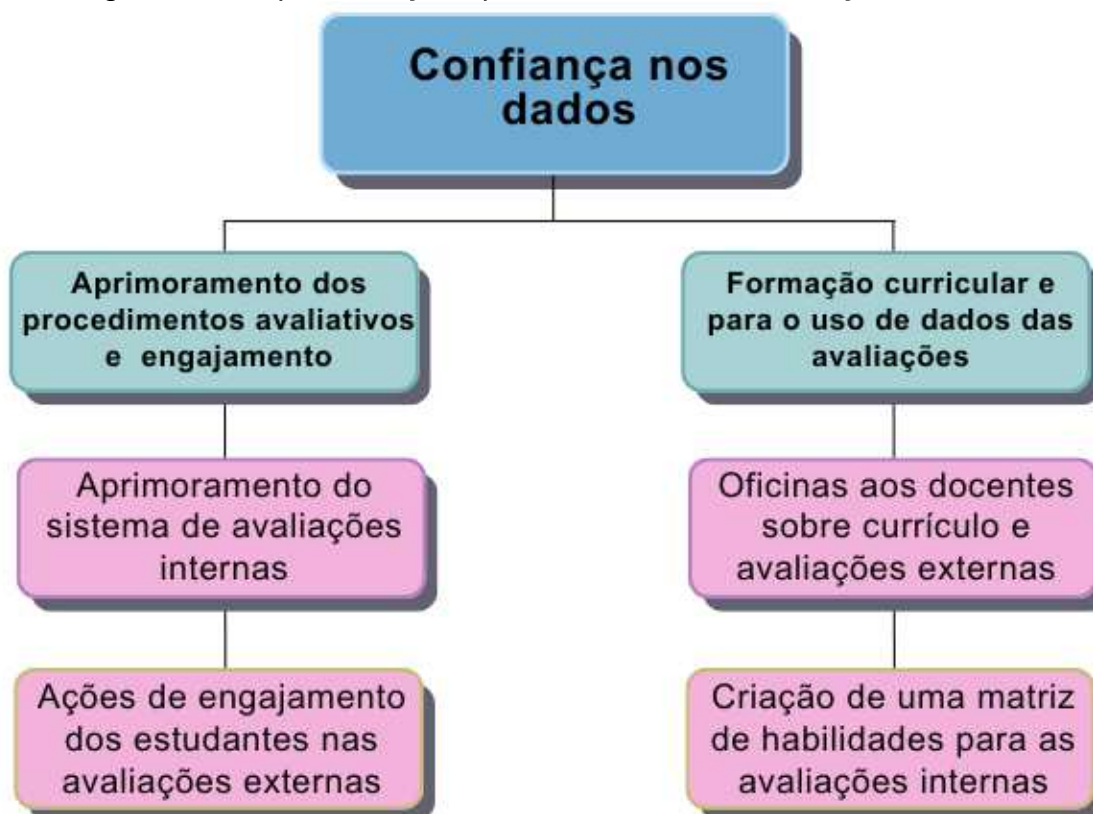 Confiança nos
dados
Aprimoramento dos
procedimentos avaliativos
e engajamento
Formação curricular e
para o uso de dados das
avaliações
Aprimoramento do
sistema de avaliações
internas
Oficinas aos docentes
sobre currículo e
avaliações externas
Ações de engajamento
dos estudantes nas
avaliações externas
Criação de uma matriz
de habilidades para as
avaliações internas